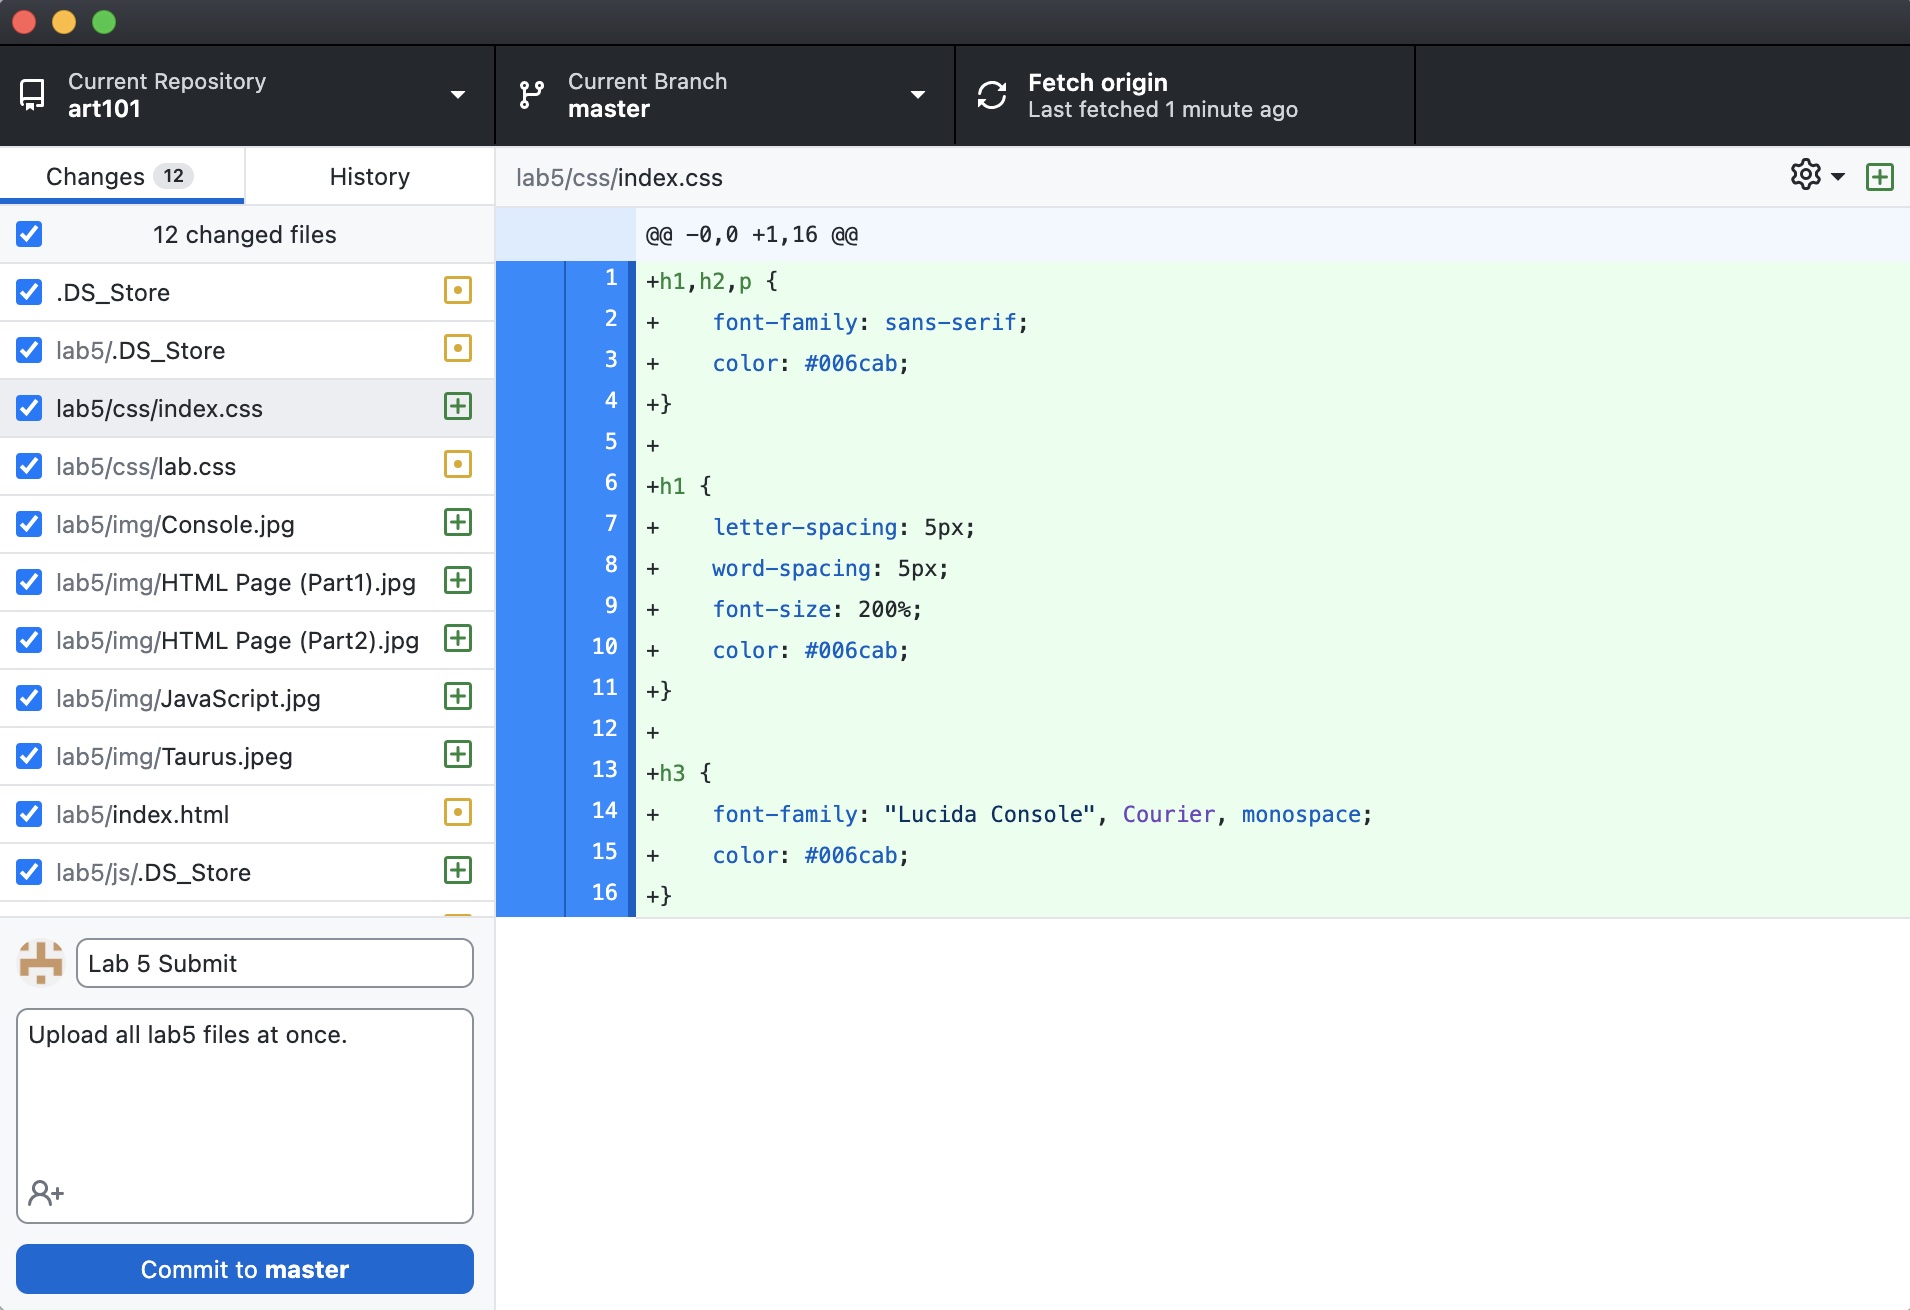 Current Repository
art101
Current Branch
master
Fetch origin
Last fetched 1 minute ago
Changes 12
History
lab5/css/index.css
12 changed files
.DS_Store
lab5/.DS_Store
lab5/css/index.css
lab5/css/lab.css
lab5/img/Console.jpg
lab5/img/HTML Page (Part1).jpg
lab5/img/HTML Page (Part2).jpg
lab5/img/JavaScript.jpg
lab5/img/Taurus.jpeg
lab5/index.html
lab5/js/.DS_Store
Lab 5 Submit
Upload all lab5 files at once.
Commit to master
@@ -0,0 +1,16 @@
1 +h1,h2,p {
2 +    font-family: sans-serif;
3 +    color: #006cab;
4 +}
5 +
6 +h1 {
7 +    letter-spacing: 5px;
8 +    word-spacing: 5px;
9 +    font-size: 200%;
10 +    color: #006cab;
11 +}
12 +
13 +h3 {
14 +    font-family: "Lucida Console", Courier, monospace;
15 +    color: #006cab;
16 +}